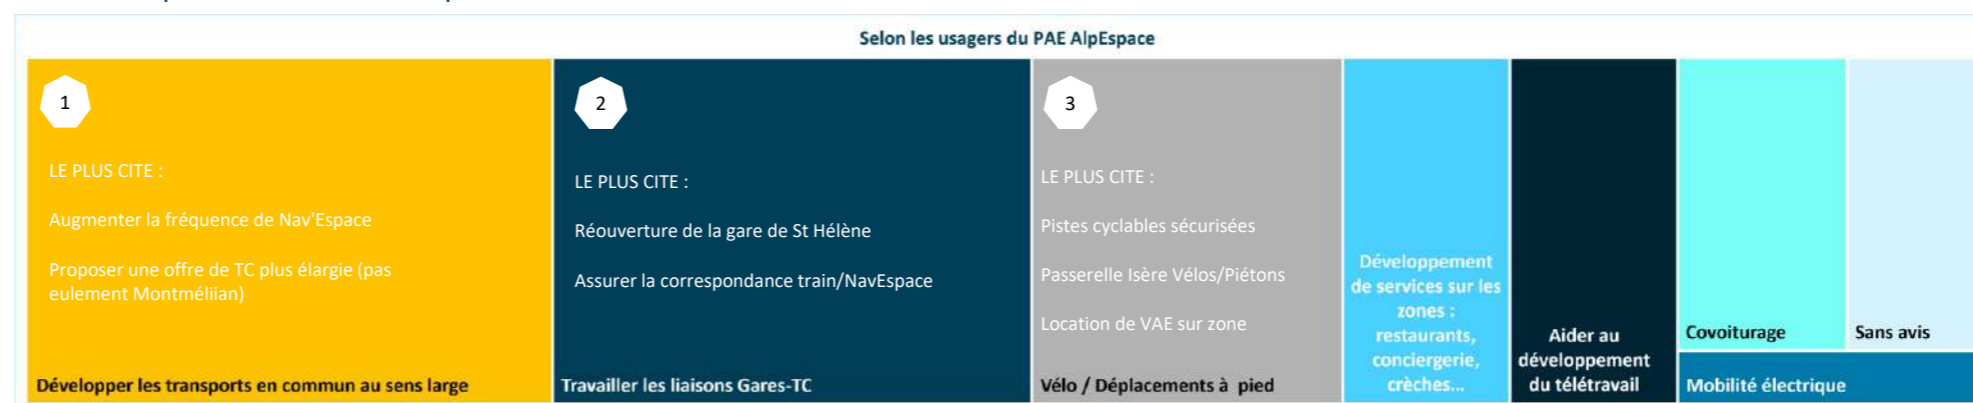 Selon les usagers du PAE AlpEspace
1
LE PLUS CITE :
Augmenter la fréquence de Nav'Espace
Proposer une offre de TC plus élargie (pas
eulement Montméliian)
Développer les transports en commun au sens large
2
LE PLUS CITE :
Réouverture de la gare de St Hélène
Assurer la correspondance train/NavEspace
Travailler les liaisons Gares-TC
3
LE PLUS CITE :
Pistes cyclables sécurisées
Passerelle Isère Vélos/Piétons
Location de VAE sur zone
Vélo / Déplacements à pied
Développement
de services sur les
zones :
restaurants,
conciergerie,
crèches...
Aider au
développement
du télétravail
Covoiturage
Sans avis
Mobilité électrique